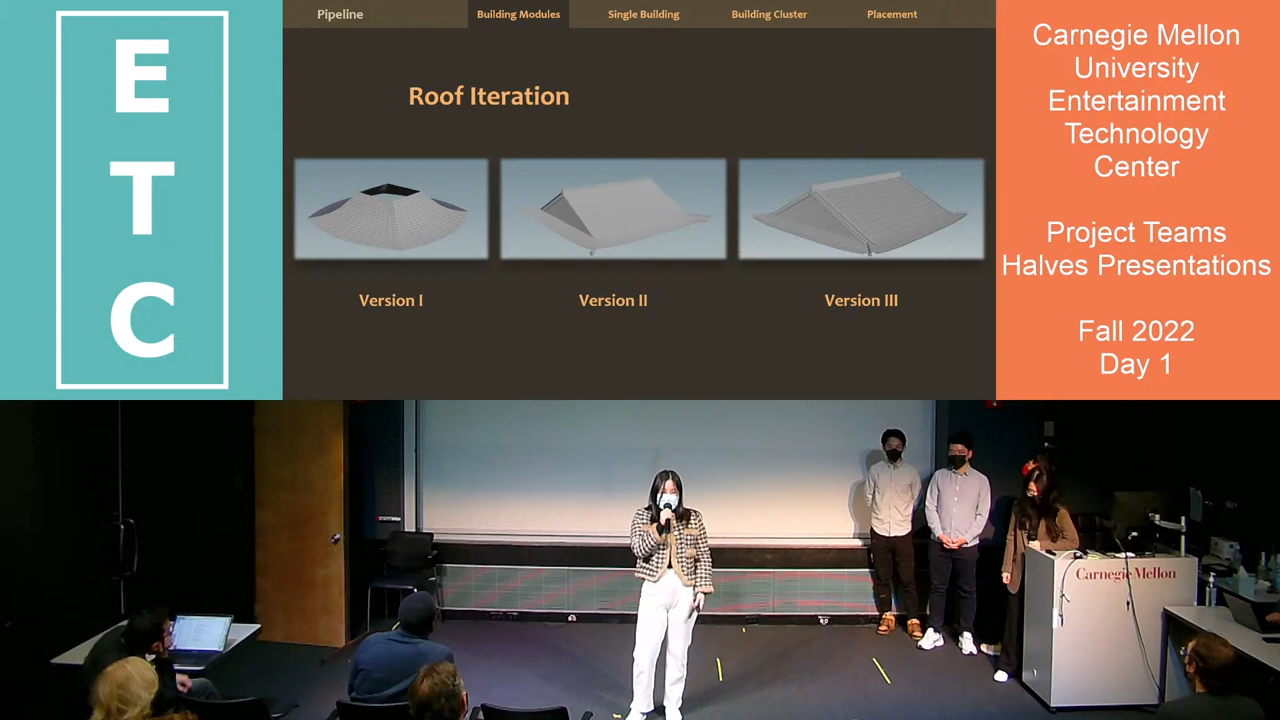 E
T
C
Pipeline
Building Modules
Single Building
Building Cluster
Placement
Roof Iteration
Version I
Version II
Version III
Carnegie Mellon
University
Entertainment
Technology
Center
Project Teams
Halves Presentations
Fall 2022
Day 1
Carnegie Mellon